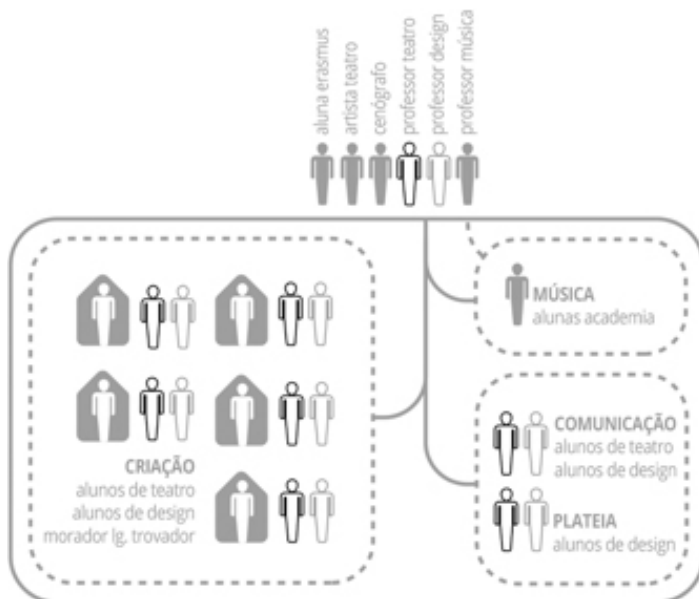 aluna erasmus
artista teatro
cenógrafo
professor teatro
professor design
professor música
MÚSICA
alunas academia
CRIAÇÃO
alunos de teatro
alunos de design
morador lg. trovador
COMUNICAÇÃO
alunos de teatro
alunos de design
PLATEIA
alunos de design